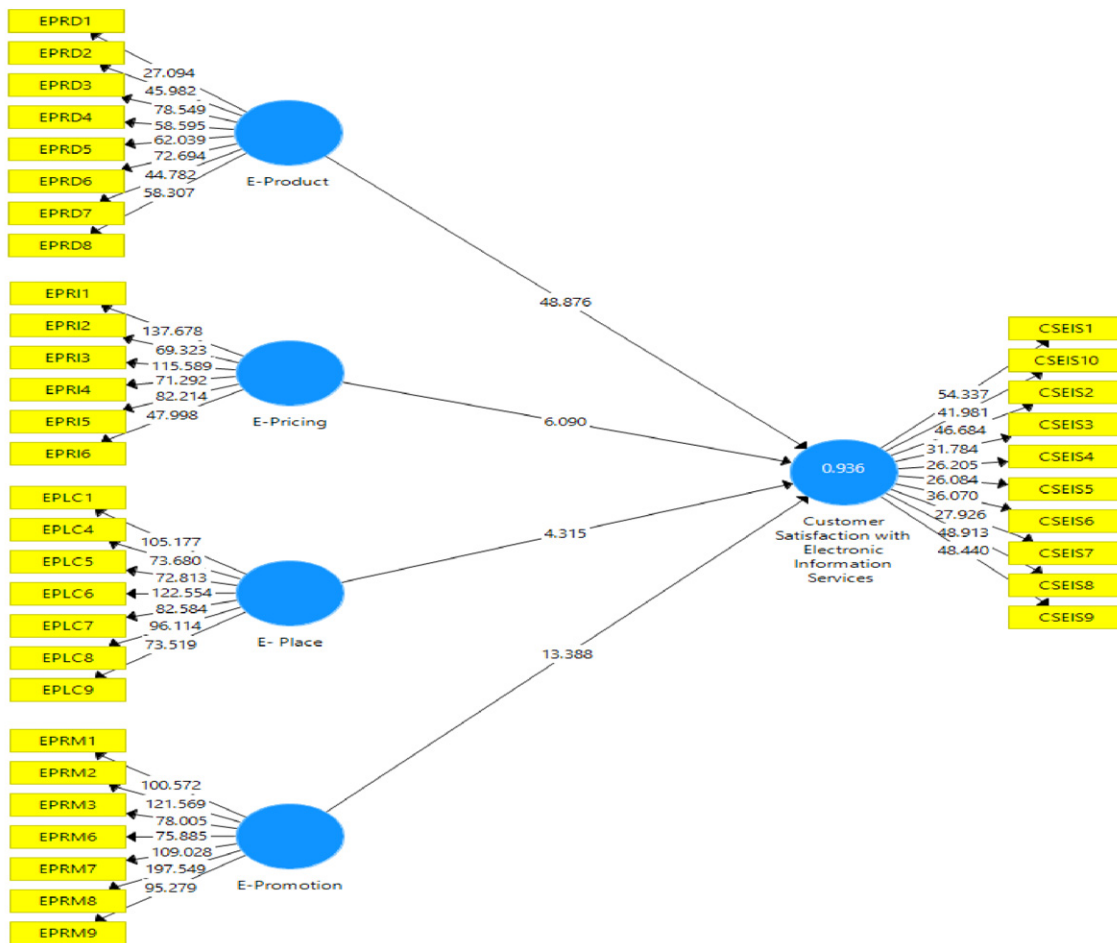 EPRD1
EPRD2
EPRD3
EPRD4
EPRD5
EPRD6
EPRD7
EPRD8
27.094
45.982
78.549
58.595
62.039
72.694
44.782
58.307
E-Product
48.876
EPRI1
EPRI2
EPRI3
EPRI4
EPRI5
EPRI6
137.678
69.323
115.589
71.292
82.214
47.998
E-Pricing
6.090
EPLC1
EPLC4
EPLC5
EPLC6
EPLC7
EPLC8
EPLC9
105.177
73.680
72.813
122.554
82.584
96.114
73.519
E- Place
4.315
EPRM1
EPRM2
EPRM3
EPRM6
EPRM7
EPRM8
EPRM9
100.572
121.569
78.005
75.885
109.028
197.549
95.279
E-Promotion
13.388
0.936
Customer
Satisfaction with
Electronic
Information
Services
54.337
41.981
46.684
31.784
26.205
26.084
36.070
27.926
48.913
48.440
CSEIS1
CSEIS10
CSEIS2
CSEIS3
CSEIS4
CSEIS5
CSEIS6
CSEIS7
CSEIS8
CSEIS9